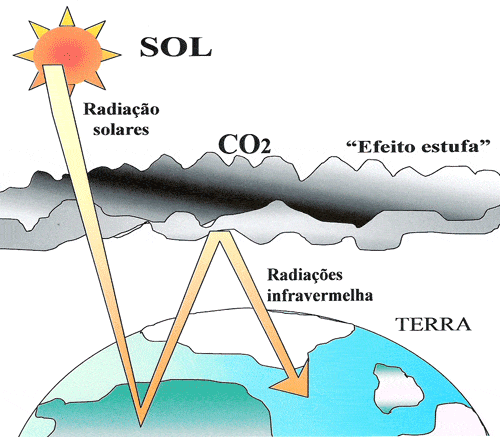 SOL
Radiação
solares
CO2
“Efeito estufa”
Radiações
infravermelha
TERRA